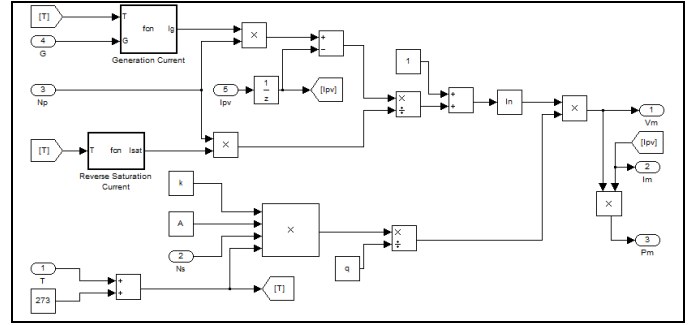 [T]
T
fcn
Ig
4
G
G
Generation Current
×
+
−
3
Np
5
Ipv
1
z
[Ipv]
1
×
÷
+
+
ln
×
1
Vm
[Ipv]
2
Im
[T]
T
fcn
Isat
Reverse Saturation
Current
×
k
A
2
Ns
×
×
÷
q
×
3
Pm
1
T
273
+
+
[T]